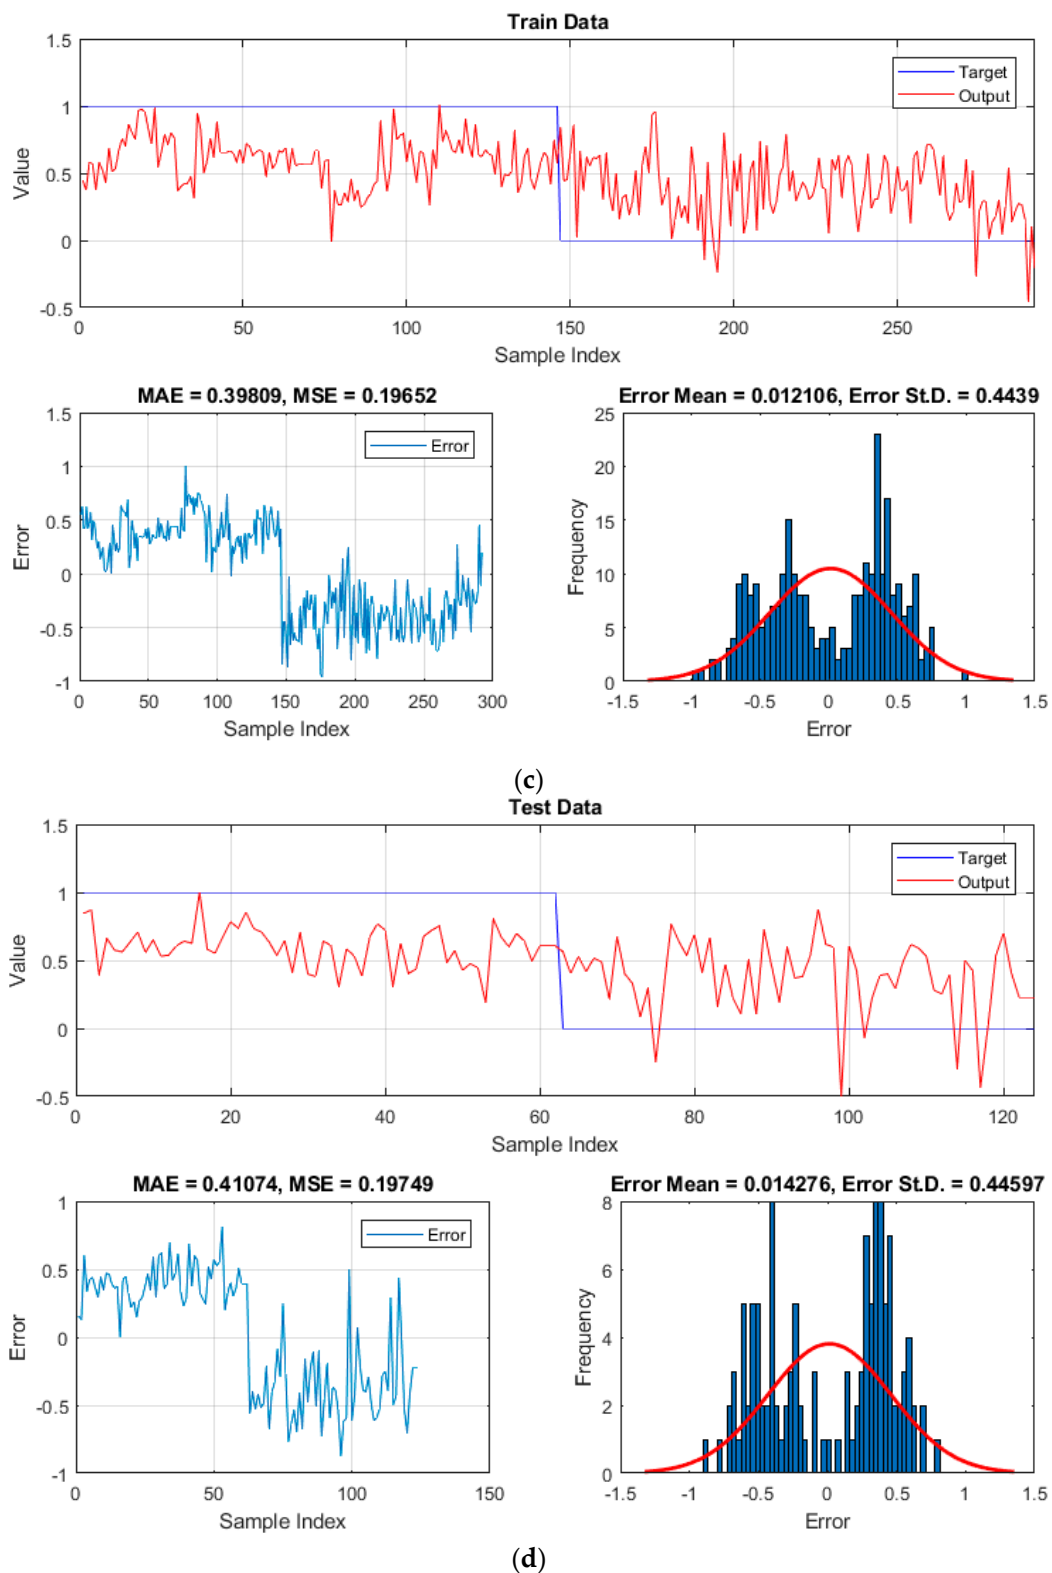 Train Data
1.5
1
0.5
0
-0.5
Value
Target
Output
0 50 100 150 200 250
Sample Index
MAE = 0.39809, MSE = 0.19652
1.5
1
0.5
0
-0.5
-1
Error
Error
0 50 100 150 200 250 300
Sample Index
Error Mean = 0.012106, Error St.D. = 0.4439
25
20
15
10
5
0
Frequency
-1.5 -1 -0.5 0 0.5 1 1.5
Error
(c)
Test Data
1.5
1
0.5
0
-0.5
Value
Target
Output
0 20 40 60 80 100 120
Sample Index
MAE = 0.41074, MSE = 0.19749
1
0.5
0
-0.5
-1
Error
Error
0 50 100 150
Sample Index
Error Mean = 0.014276, Error St.D. = 0.44597
8
6
4
2
0
Frequency
-1.5 -1 -0.5 0 0.5 1 1.5
Error
(d)